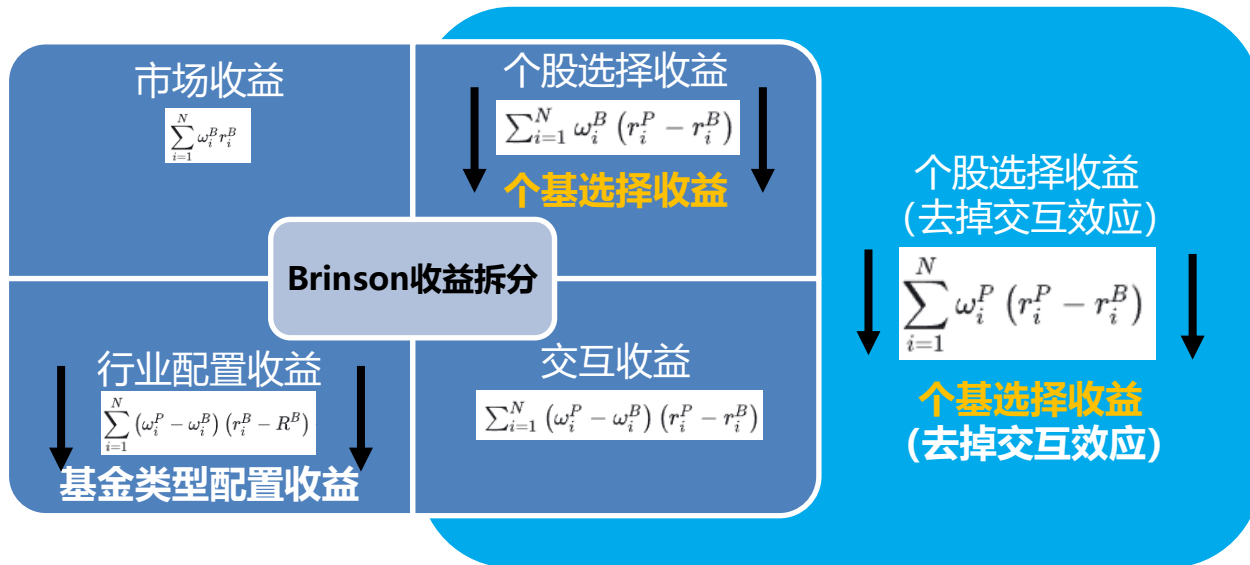 市场收益
$\sum_{i=1}^{N} \omega_i^B r_i^B$
个股选择收益
$\sum_{i=1}^{N} \omega_i^B \left(r_i^P - r_i^B\right)$
个基选择收益
Brinson收益拆分
行业配置收益
$\sum_{i=1}^{N} \left(\omega_i^P - \omega_i^B\right) \left(r_i^B - R^B\right)$
基金类型配置收益
交互收益
$\sum_{i=1}^{N} \left(\omega_i^P - \omega_i^B\right) \left(r_i^P - r_i^B\right)$
个股选择收益
（去掉交互效应）
$\sum_{i=1}^{N} \omega_i^P \left(r_i^P - r_i^B\right)$
个基选择收益
（去掉交互效应）